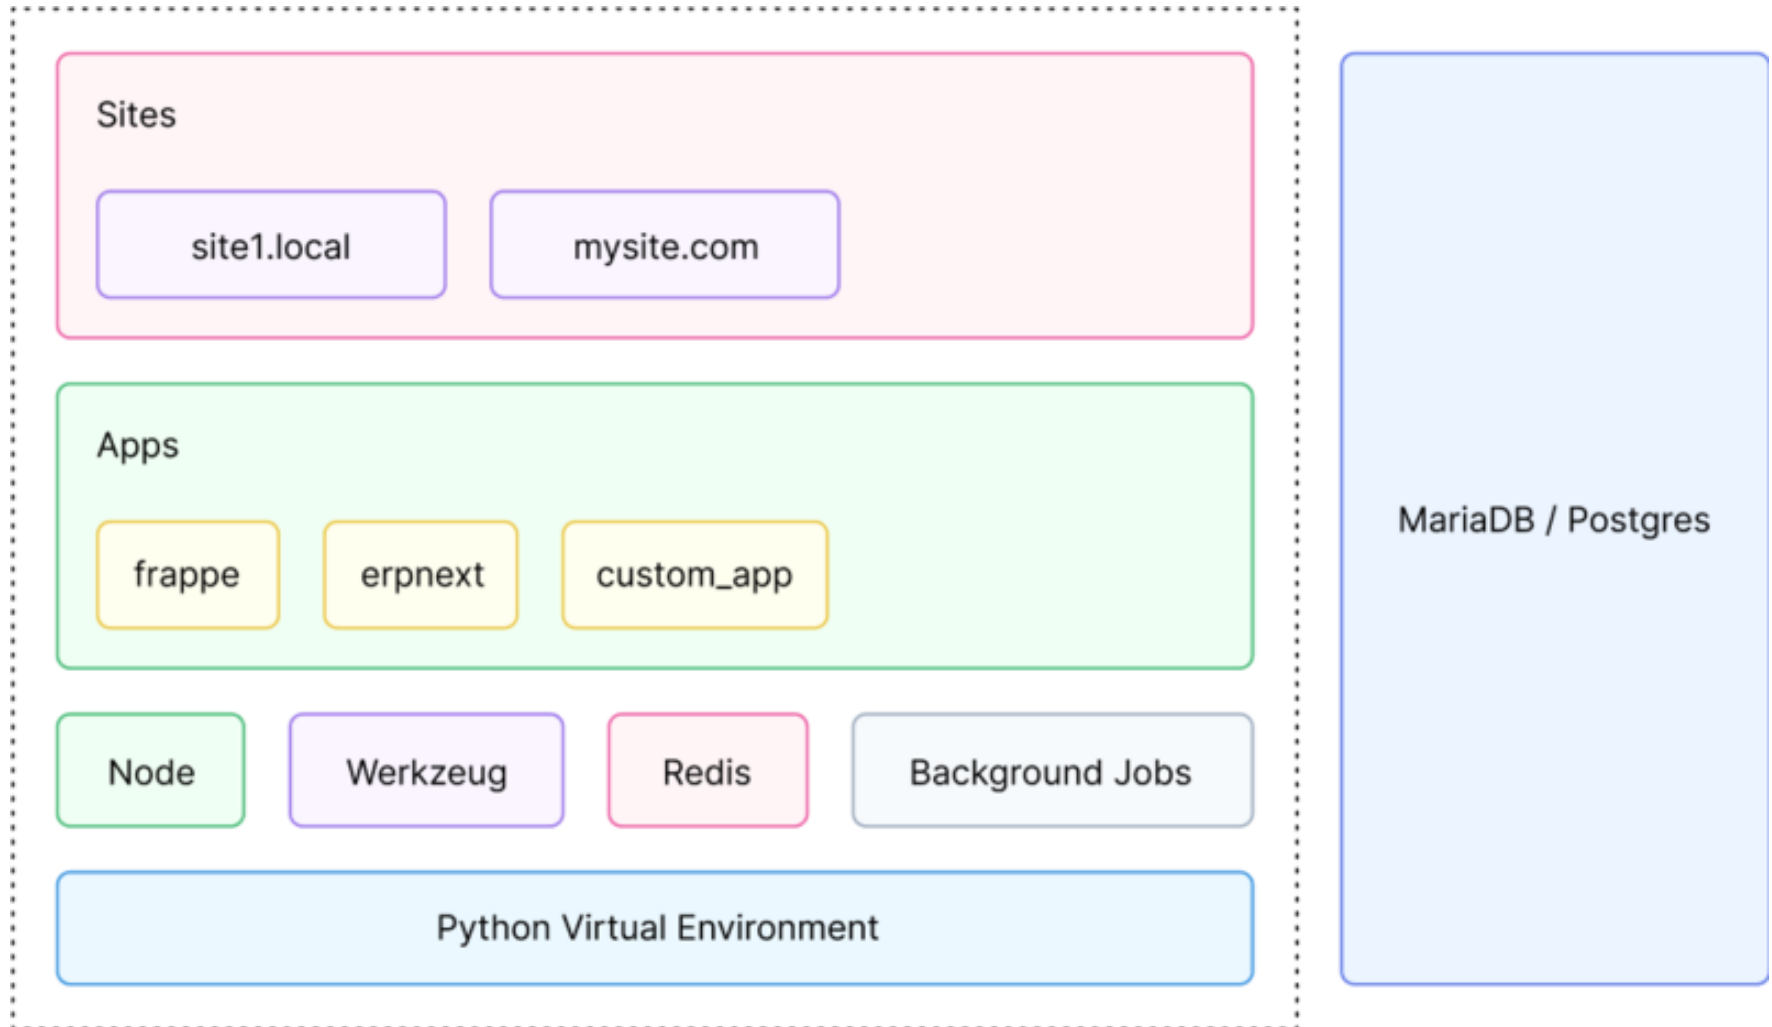 Sites
site1.local
mysite.com
Apps
frappe
erpnext
custom_app
Node
Werkzeug
Redis
Background Jobs
Python Virtual Environment
MariaDB / Postgres